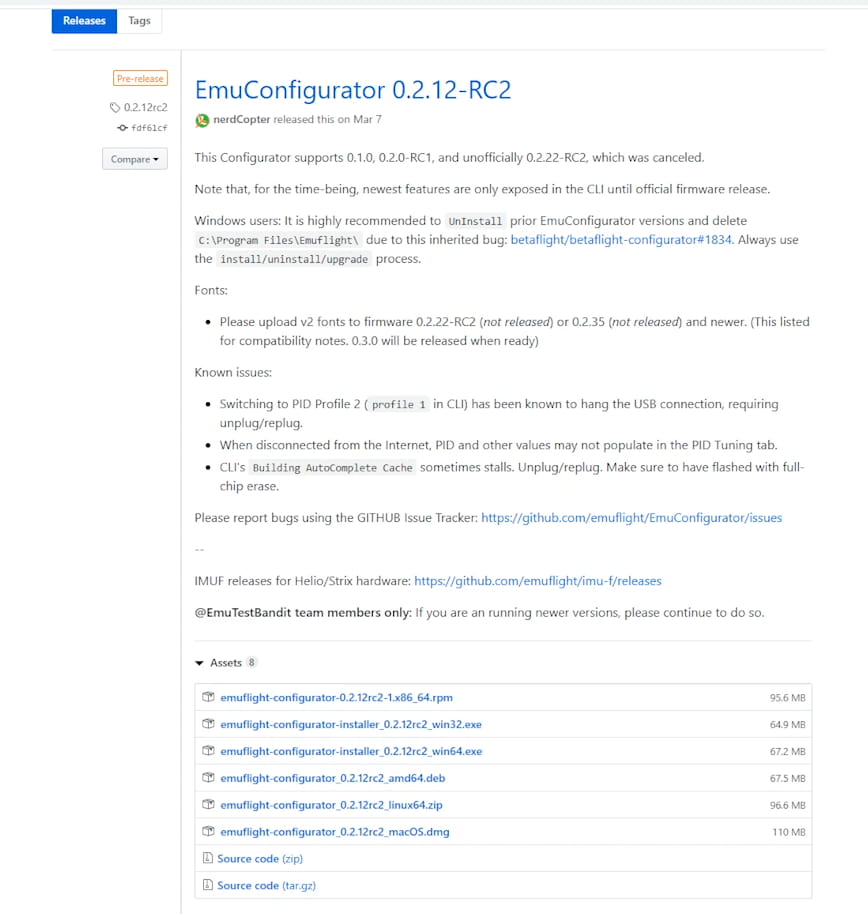 Releases Tags
Pre-release
0.2.12rc2
fdf61cf
Compare
EmuConfigurator 0.2.12-RC2
nerdCopter released this on Mar 7
This Configurator supports 0.1.0, 0.2.0-RC1, and unofficially 0.2.22-RC2, which was canceled.
Note that, for the time-being, newest features are only exposed in the CLI until official firmware release.
Windows users: It is highly recommended to UnInstall prior EmuConfigurator versions and delete
C:\Program Files\Emuflight\ due to this inherited bug: betaflight/betaflight-configurator#1834. Always use
the install/uninstall/upgrade process.
Fonts:
• Please upload v2 fonts to firmware 0.2.22-RC2 (not released) or 0.2.35 (not released) and newer. (This listed
for compatibility notes. 0.3.0 will be released when ready)
Known issues:
• Switching to PID Profile 2 ( profile 1 in CLI) has been known to hang the USB connection, requiring
unplug/replug.
• When disconnected from the Internet, PID and other values may not populate in the PID Tuning tab.
• CLI's Building AutoComplete Cache sometimes stalls. Unplug/replug. Make sure to have flashed with full-
chip erase.
Please report bugs using the GITHUB Issue Tracker: https://github.com/emuflight/EmuConfigurator/issues
--
IMUF releases for Helio/Strix hardware: https://github.com/emuflight/imu-f/releases
@EmuTestBandit team members only: If you are an running newer versions, please continue to do so.
Assets 8
emuflight-configurator-0.2.12rc2-1.x86_64.rpm 95.6 MB
emuflight-configurator-installer_0.2.12rc2_win32.exe 64.9 MB
emuflight-configurator-installer_0.2.12rc2_win64.exe 67.2 MB
emuflight-configurator_0.2.12rc2_amd64.deb 67.5 MB
emuflight-configurator_0.2.12rc2_linux64.zip 96.6 MB
emuflight-configurator_0.2.12rc2_macOS.dmg 110 MB
Source code (zip)
Source code (tar.gz)